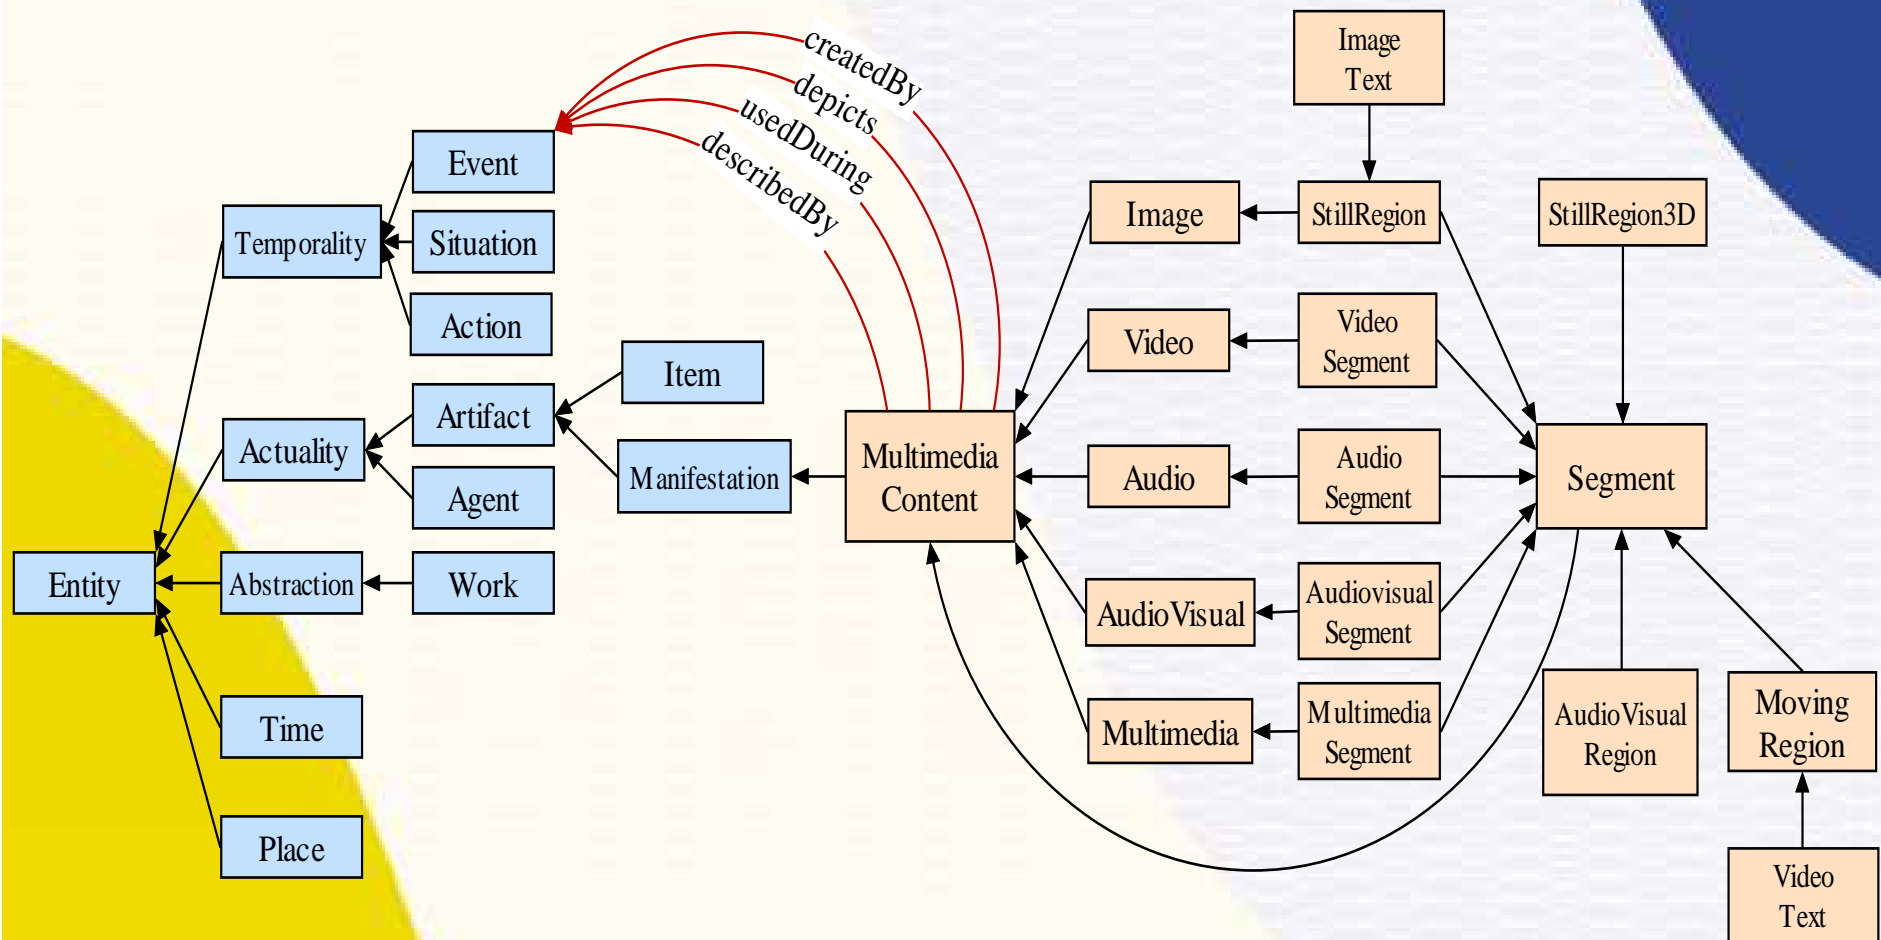 createdBy
depicts
usedDuring
describedBy
Image
Text
Event
Temporality
Situation
Action
Image
StillRegion
StillRegion3D
Video
Video
Segment
Item
Artifact
Actuality
Agent
Manifestation
Multimedia
Content
Audio
Audio
Segment
Segment
Entity
Abstraction
Work
AudioVisual
Audiovisual
Segment
Time
Multimedia
Multimedia
Segment
AudioVisual
Region
Moving
Region
Place
Video
Text